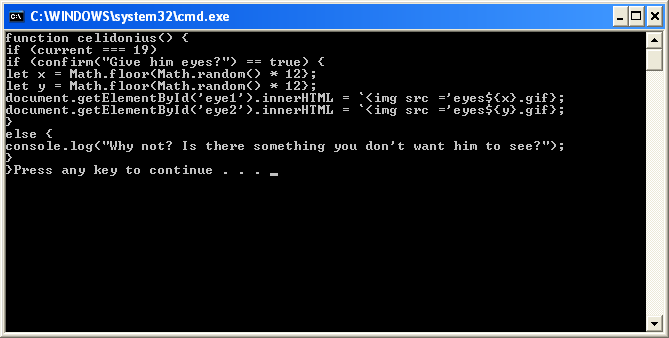 C:\WINDOWS\system32\cmd.exe
function celidonius() {
if (current === 19)
if (confirm("Give him eyes?") == true) {
let x = Math.floor(Math.random() * 12};
let y = Math.floor(Math.random() * 12};
document.getElementById('eye1').innerHTML = `<img src ='eyes${x}.gif};
document.getElementById('eye2').innerHTML = `<img src ='eyes${y}.gif};
}
else {
console.log("Why not? Is there something you don't want him to see?");
}
}Press any key to continue . . . _